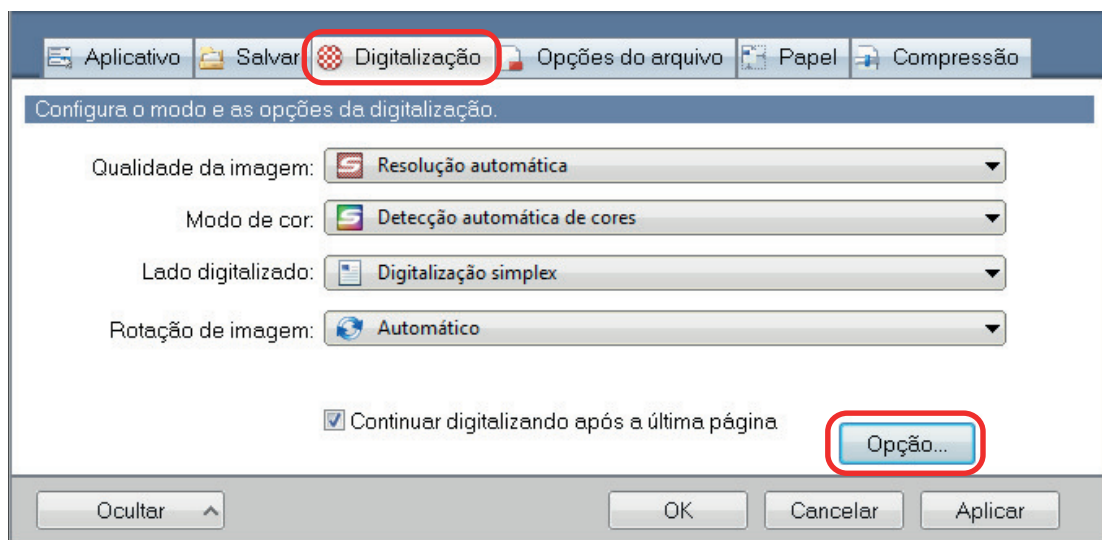 Aplicativo Salvar Digitalização Opções do arquivo Papel Compressão
Configura o modo e as opções da digitalização.
Qualidade da imagem: Resolução automática
Modo de cor: Detecção automática de cores
Lado digitalizado: Digitalização simplex
Rotação de imagem: Automático
Continuar digitalizando após a última página
Opção...
Ocultar OK Cancelar Aplicar